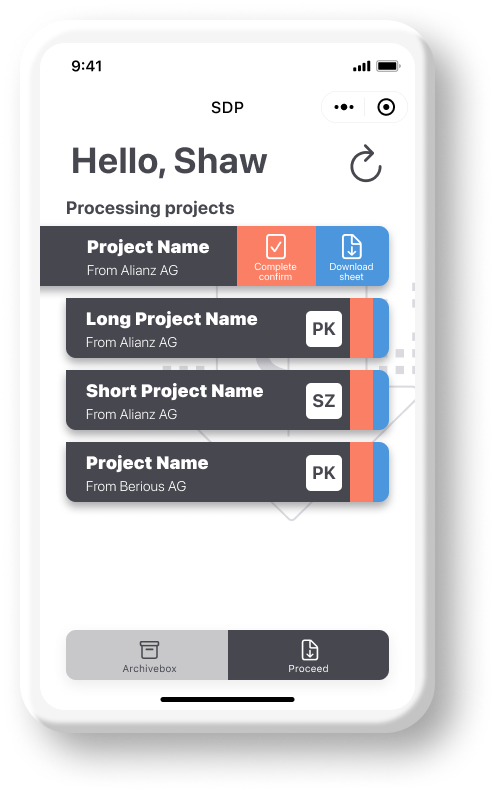 9:41
SDP
Hello, Shaw
Processing projects
Project Name
From Alianz AG
Complete
confirm
Download
sheet
Long Project Name
From Alianz AG
PK
Short Project Name
From Alianz AG
SZ
Project Name
From Berious AG
PK
Archivebox
Proceed